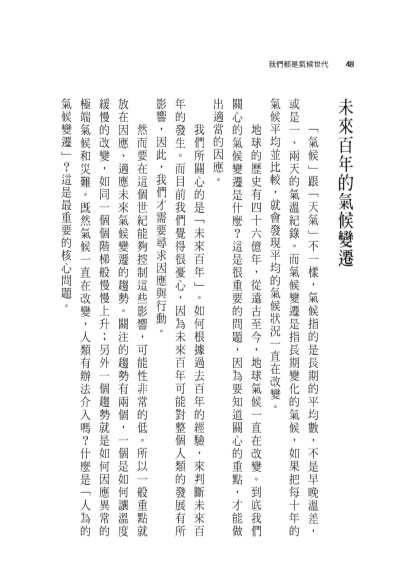 我們都是氣候世代 48
未來百年的氣候變遷
「氣候」跟「天氣」不一樣，氣候指的是長期的平均數，不是早晚溫差，
或是一、兩天的氣溫紀錄。而氣候變遷是指長期變化的氣候，如果把每十年的
氣候平均並比較，就會發現平均的氣候狀況一直在改變。
地球的歷史有四十六億年，從遠古至今，地球氣候一直在改變。到底我們
關心的氣候變遷是什麼？這是很重要的問題，因為要知道關心的重點，才能做
出適當的因應。
我們所關心的是「未來百年」。如何根據過去百年的經驗，來判斷未來百
年的發生。而目前我們覺得很憂心，因為未來百年可能對整個人類的發展有所
影響，因此，我們才需要尋求因應與行動。
然而要在這個世紀能夠控制這些影響，可能性非常的低。所以一般重點就
放在因應、適應未來氣候變遷的趨勢。關注的趨勢有兩個，一個是如何讓溫度
緩慢的改變，如同一個個階梯般慢慢上升；另外一個趨勢就是如何因應異常的
極端氣候和災難。既然氣候一直在改變，人類有辦法介入嗎？什麼是「人為的
氣候變遷」？這是最重要的核心問題。